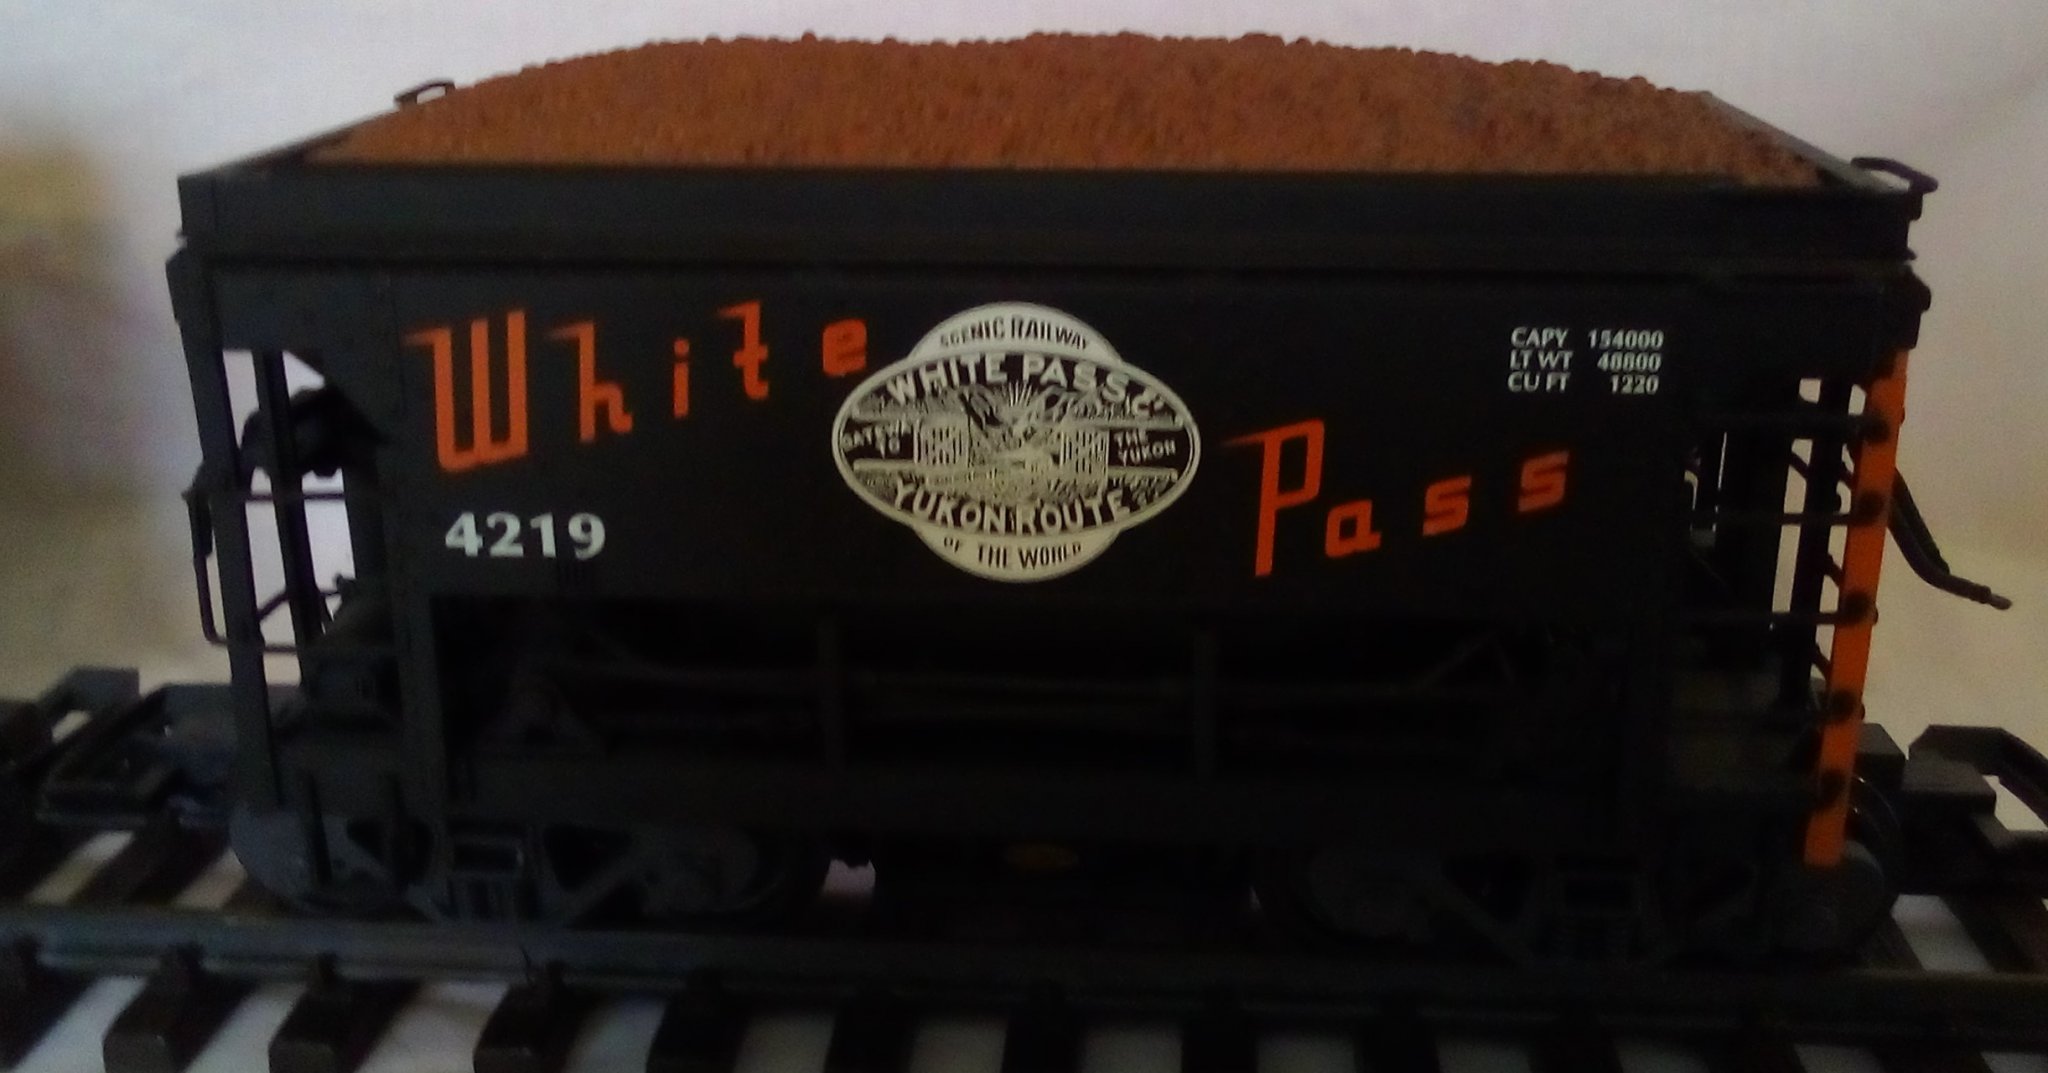 White
Pass
4219
SCENIC RAILWAY
WHITE PASS &
GATEWAY TO
THE YUKON
YUKON ROUTE
OF THE WORLD
CAPY 154000
LT WT 48800
CU FT 1220